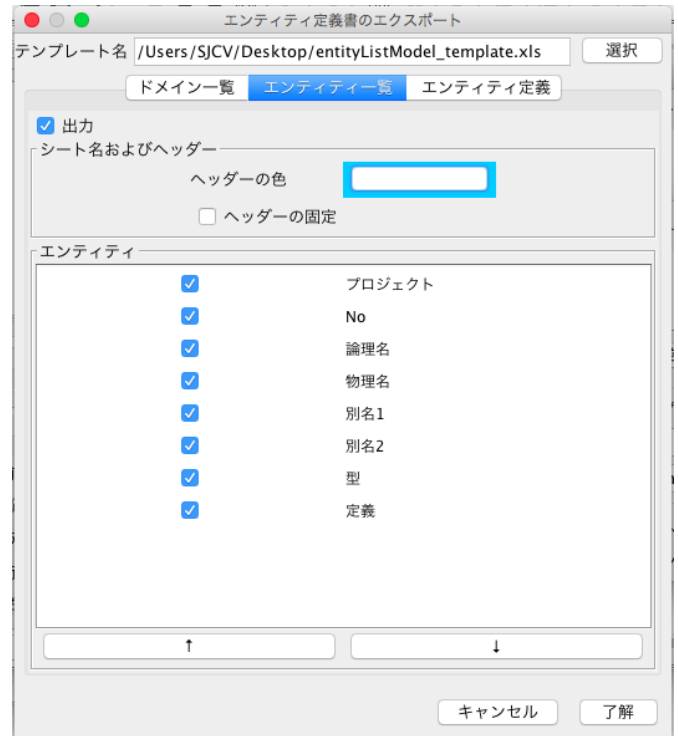 エンティティ定義書のエクスポート
テンプレート名 /Users/SJCV/Desktop/entityListModel_template.xls 選択
ドメイン一覧 エンティティ一覧 エンティティ定義
出力
シート名およびヘッダー
ヘッダーの色
ヘッダーの固定
エンティティ
プロジェクト
No
論理名
物理名
別名1
別名2
型
定義
↑ ↓
キャンセル 了解